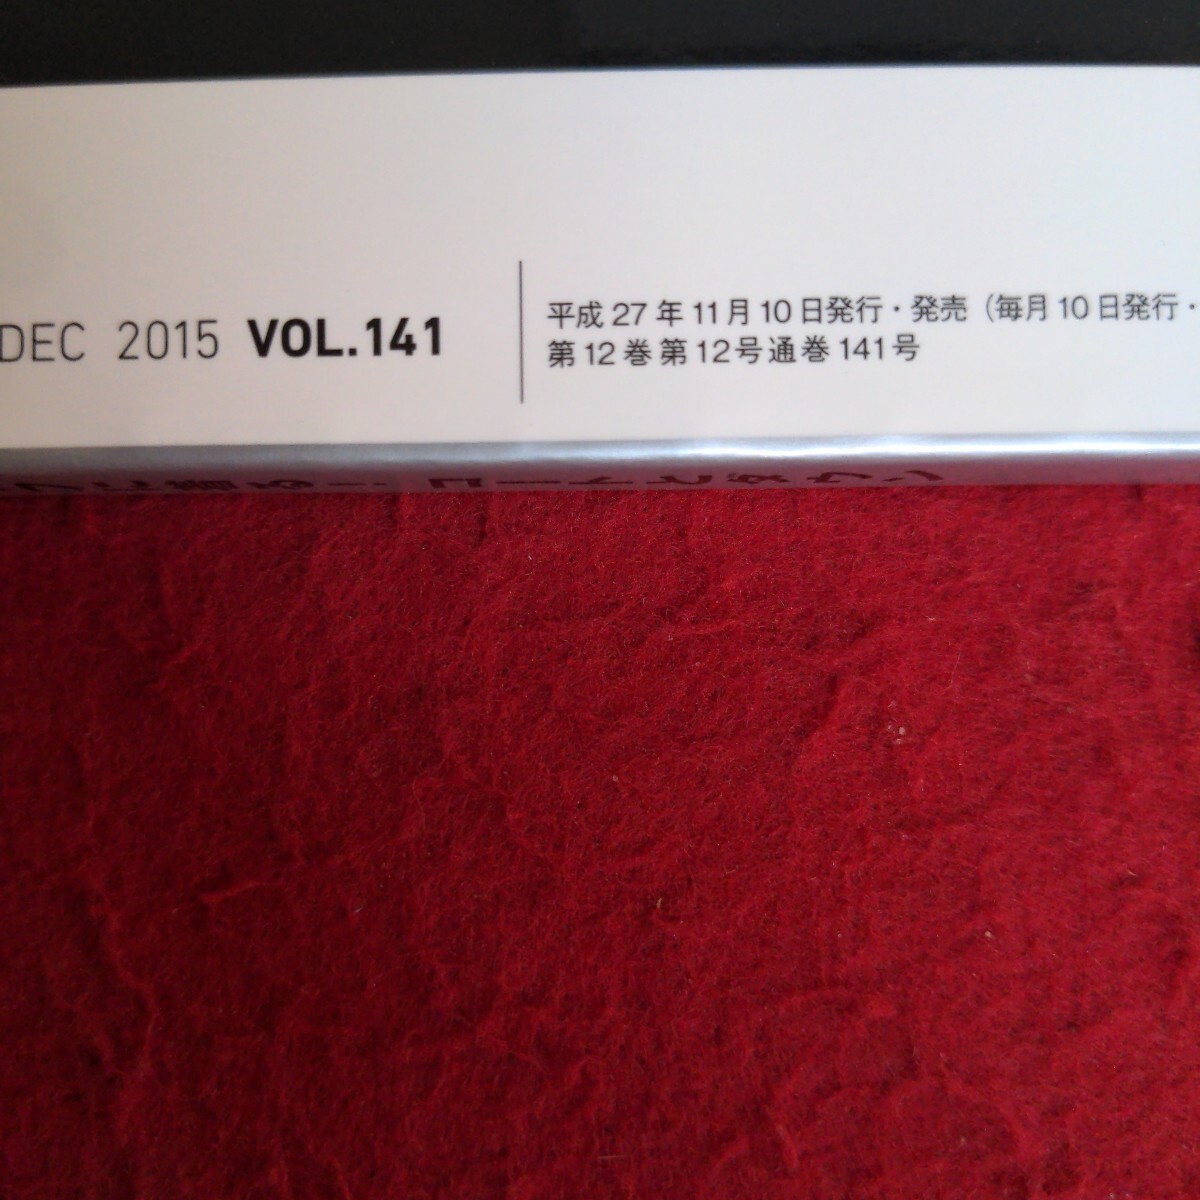 DEC 2015 VOL.141
平成27年11月10日発行・発売（毎月10日発行・
第12巻第12号通巻141号